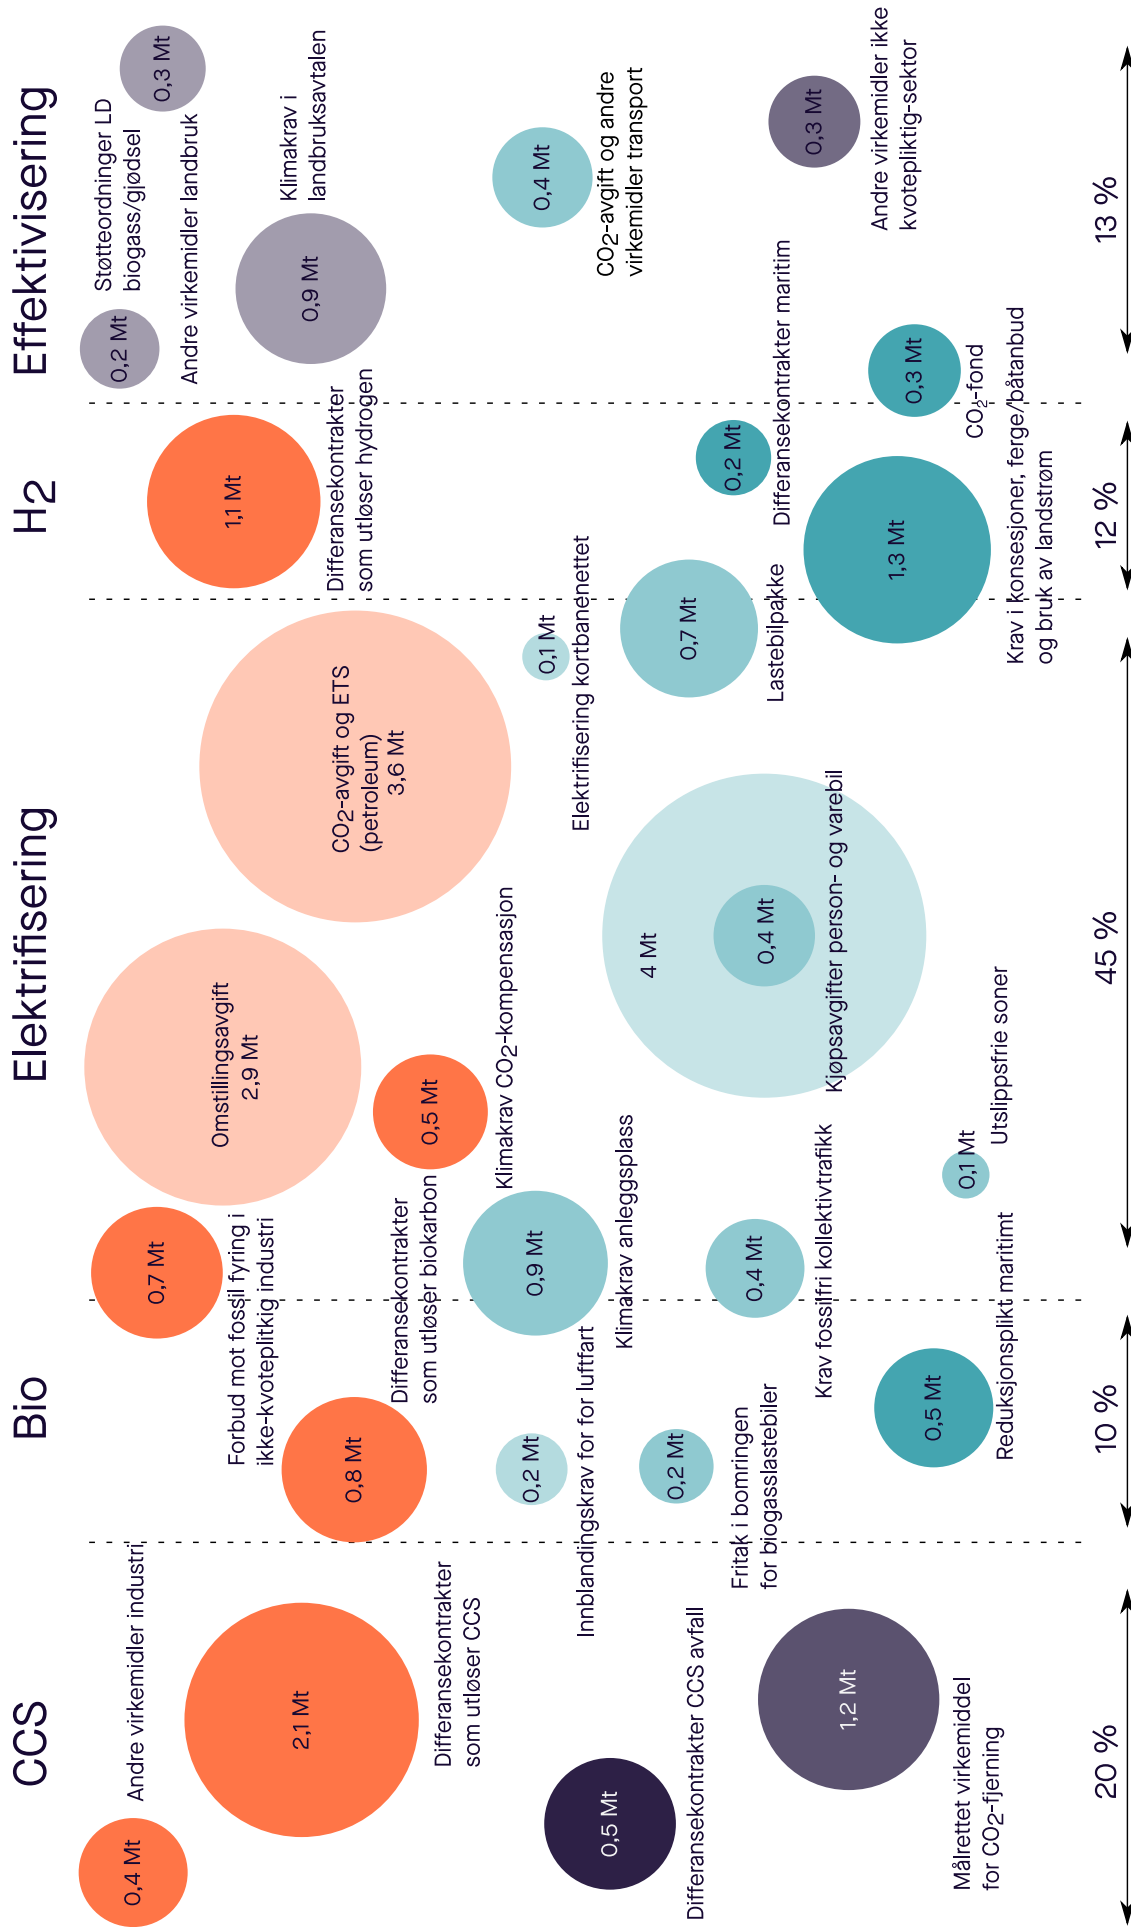 CCS
Bio
Elektrifisering
H2
Effektivisering
0,4 Mt
Andre virkemidler industri
2,1 Mt
Differansekontrakter
som utløser CCS
0,5 Mt
Differansekontrakter CCS avfall
1,2 Mt
Målrettet virkemiddel
for CO2-fjerning
0,7 Mt
Forbud mot fossil fyring i
ikke-kvoteplitkig industri
0,8 Mt
Differansekontrakter
som utløser biokarbon
0,2 Mt
Innblandingskrav for luftfart
0,2 Mt
Fritak i bomringen
for biogasslastebiler
0,5 Mt
Reduksjonsplikt maritimt
Omstillingsavgift
2,9 Mt
CO2-avgift og ETS
(petroleum)
3,6 Mt
0,5 Mt
Klimakrav CO2-kompensasjon
0,9 Mt
Klimakrav anleggsplass
0,1 Mt
Elektrifisering kortbanenettet
4 Mt
0,4 Mt
Kjøpsavgifter person- og varebil
0,4 Mt
Krav fossilfri kollektivtrafikk
0,1 Mt
Utslippsfrie soner
0,7 Mt
Lastebilpakke
1,1 Mt
Differansekontrakter
som utløser hydrogen
0,2 Mt
Differansekontrakter maritim
1,3 Mt
Krav i konsesjoner, ferge/båtanbud
og bruk av landstrøm
0,3 Mt
CO2-fond
0,2 Mt
Støtteordninger LD
biogass/gjødsel
0,3 Mt
Andre virkemidler landbruk
0,9 Mt
Klimakrav i
landbruksavtalen
0,4 Mt
CO2-avgift og andre
virkemidler transport
0,3 Mt
Andre virkemidler ikke
kvotepliktig-sektor
20 %
10 %
45 %
12 %
13 %